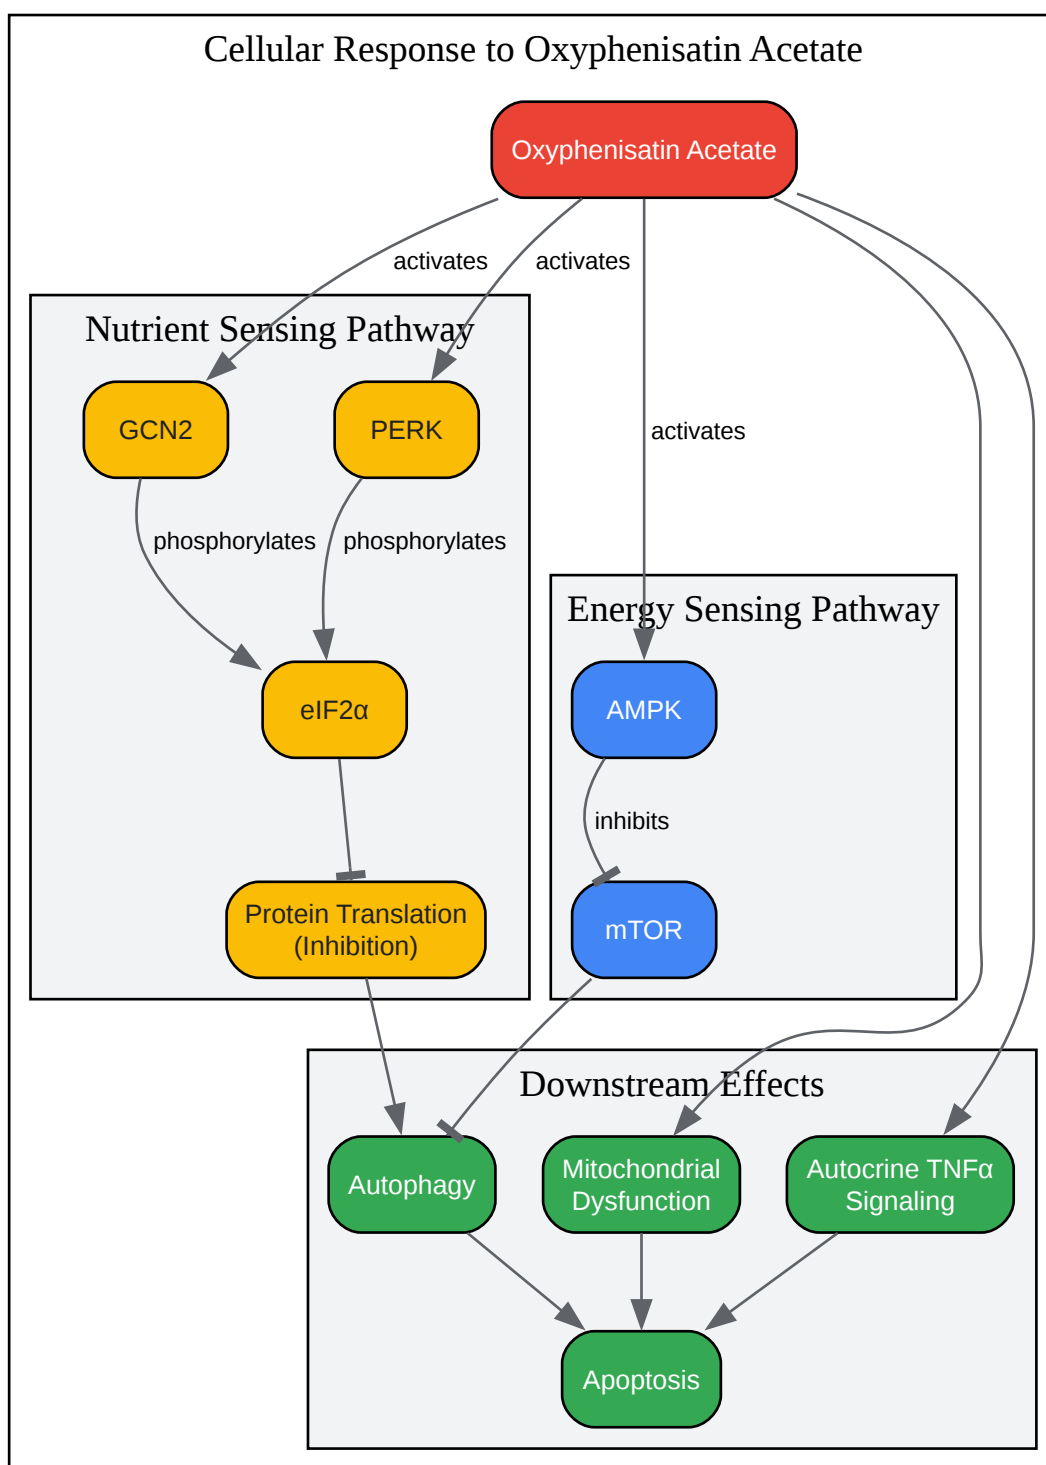 Cellular Response to Oxyphenisatin Acetate
Oxyphenisatin Acetate
activates
activates
Nutrient Sensing Pathway
GCN2
PERK
activates
phosphorylates
phosphorylates
Energy Sensing Pathway
eIF2α
AMPK
inhibits
Protein Translation
(Inhibition)
mTOR
Downstream Effects
Autophagy
Mitochondrial
Dysfunction
Autocrine TNFα
Signaling
Apoptosis